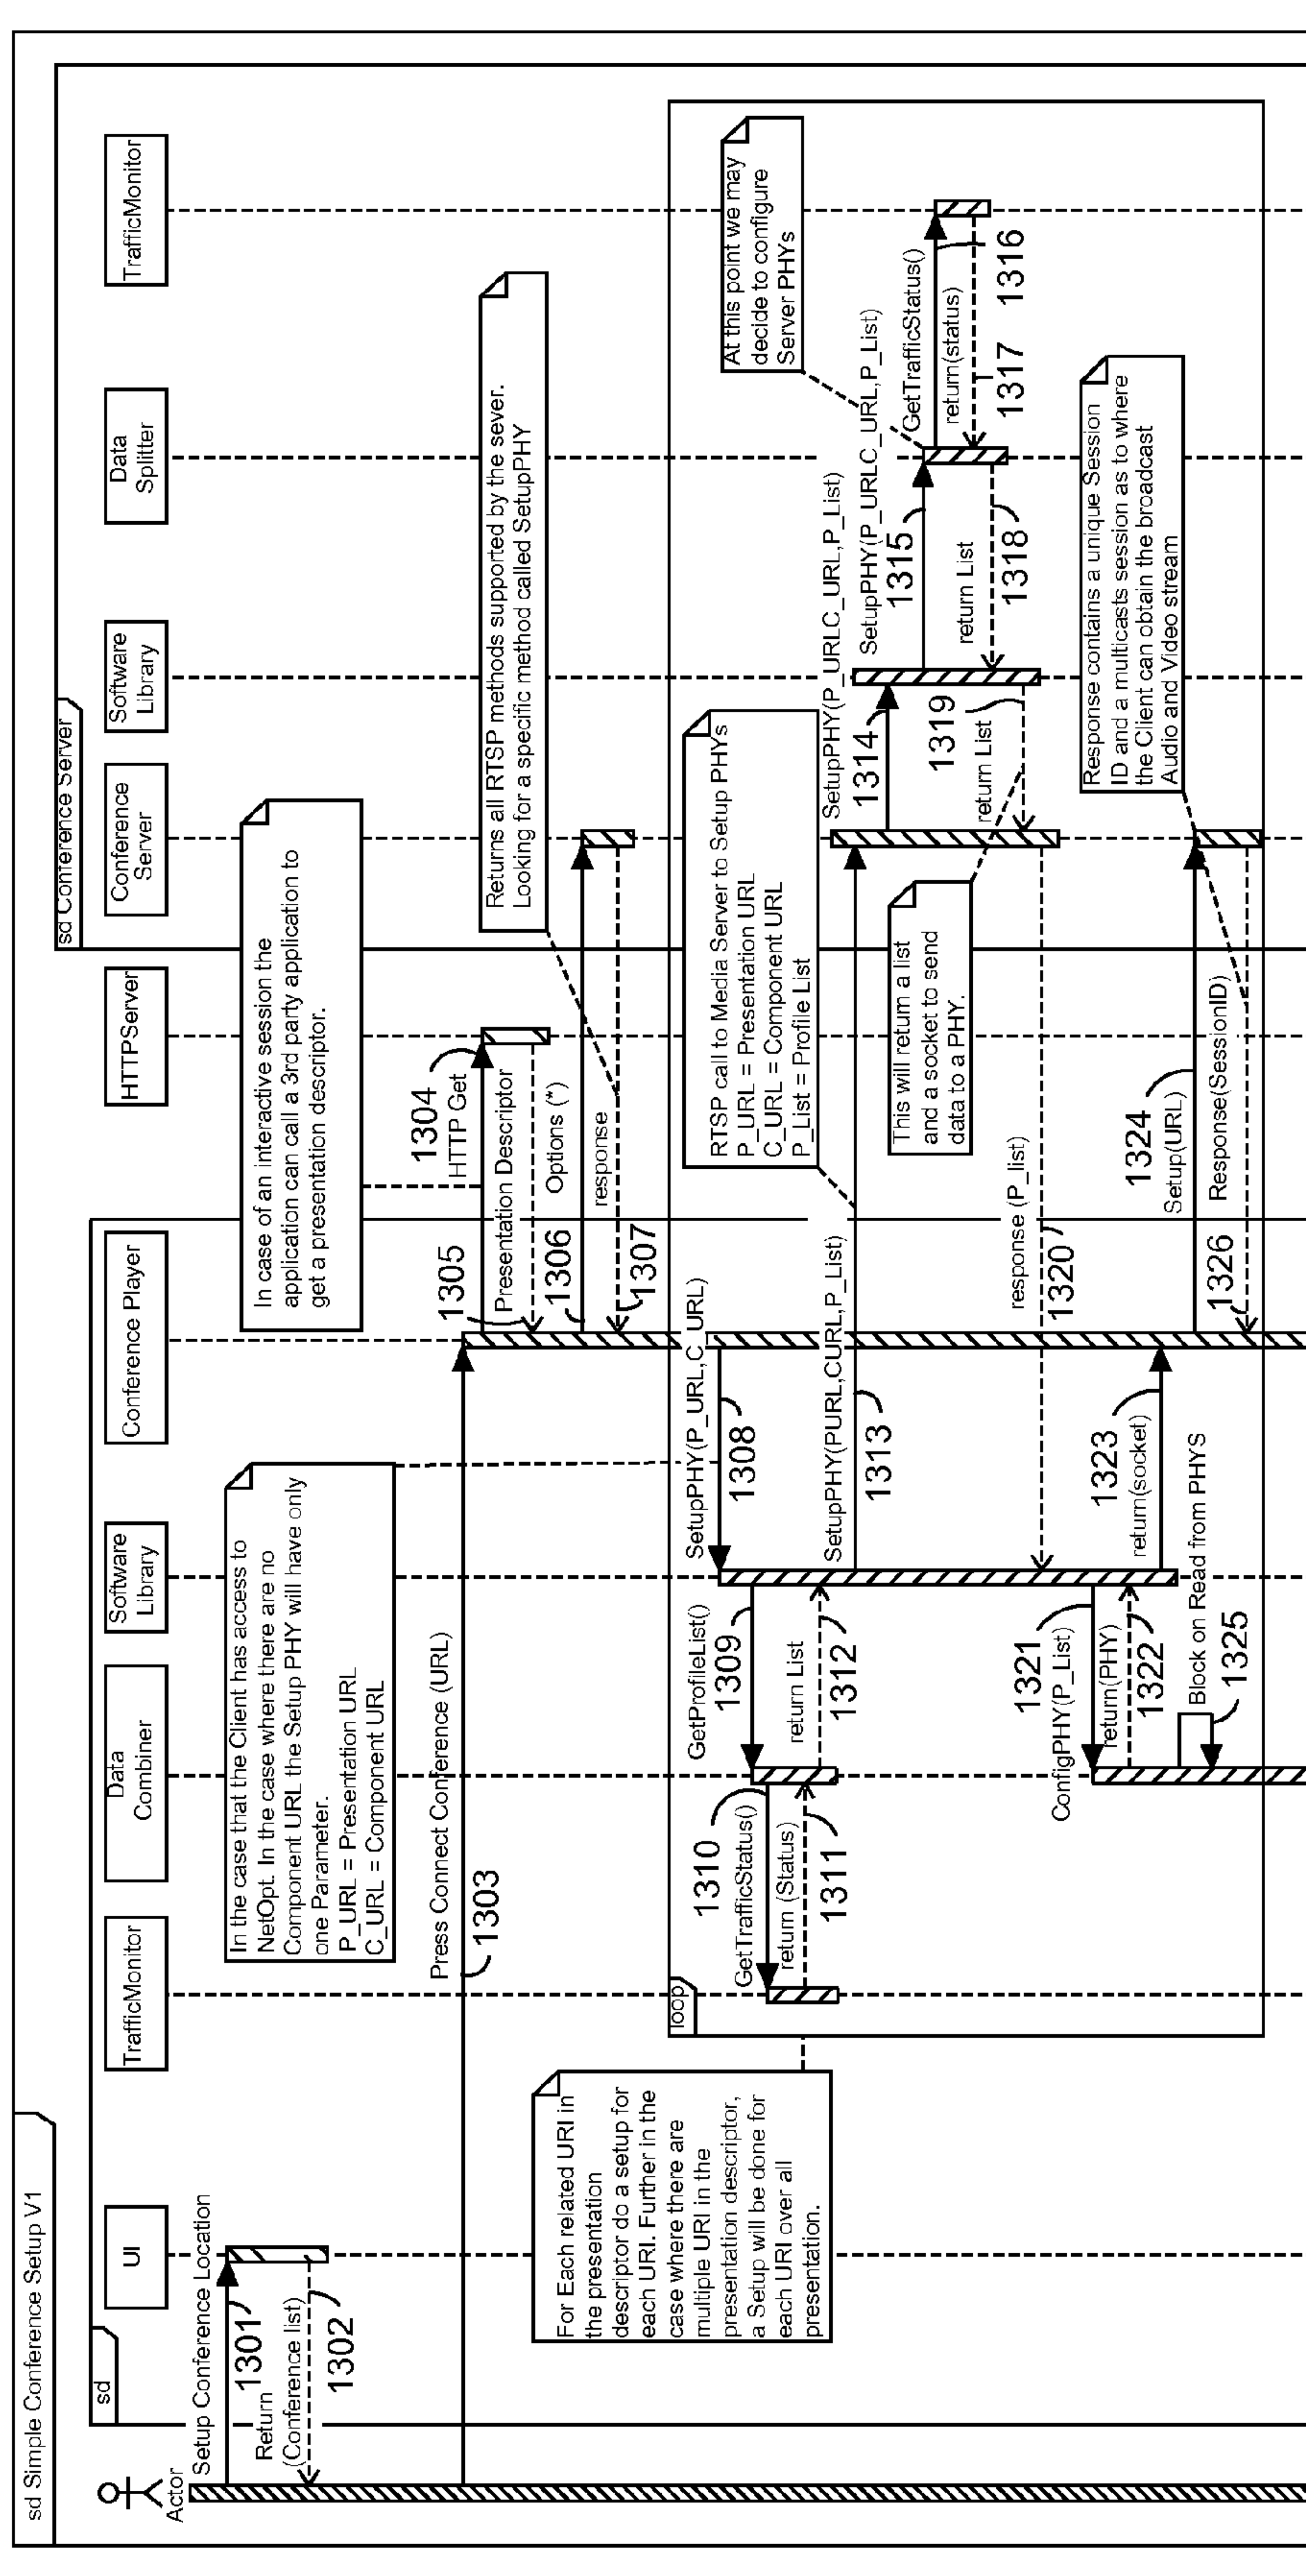 sd Simple Conference Setup V1
sd
sd Conference Server
Actor
UI
TrafficMonitor
Data
Combiner
Software
Library
Conference Player
HTTPServer
Conference
Server
Software
Library
Data
Splitter
TrafficMonitor
Setup Conference Location
1301
Return
(Conference list)
1302
In the case that the Client has access to
NetOpt. In the case where there are no
Component URL the Setup PHY will have only
one Parameter.
P_URL = Presentation URL
C_URL = Component URL
In case of an interactive session the
application can call a 3rd party application to
get a presentation descriptor.
Press Connect Conference (URL)
1303
1304
HTTP Get
1305
Presentation Descriptor
1306
Options (*)
response
1307
Returns all RTSP methods supported by the sever.
Looking for a specific method called SetupPHY
For Each related URI in
the presentation
descriptor do a setup for
each URI. Further in the
case where there are
multiple URI in the
presentation descriptor,
a Setup will be done for
each URI over all
presentation.
loop
SetupPHY(P_URL,C_URL)
1308
GetProfileList()
1309
1310
GetTrafficStatus()
return (Status)
1311
return List
1312
RTSP call to Media Server to Setup PHYs
P_URL = Presentation URL
C_URL = Component URL
P_List = Profile List
SetupPHY(PURL,CURL,P_List)
1313
SetupPHY(P_URLC_URL,P_List)
1314
SetupPHY(P_URLC_URL,P_List)
1315
At this point we may
decide to configure
Server PHYs
GetTrafficStatus()
1316
return(status)
1317
return List
1318
1319
return List
This will return a list
and a socket to send
data to a PHY.
response (P_list)
1320
1321
ConfigPHY(P_List)
return(PHY)
1322
1323
return(socket)
Block on Read from PHYS
1325
1324
Setup(URL)
Response(SessionID)
1326
Response contains a unique Session
ID and a multicasts session as to where
the Client can obtain the broadcast
Audio and Video stream